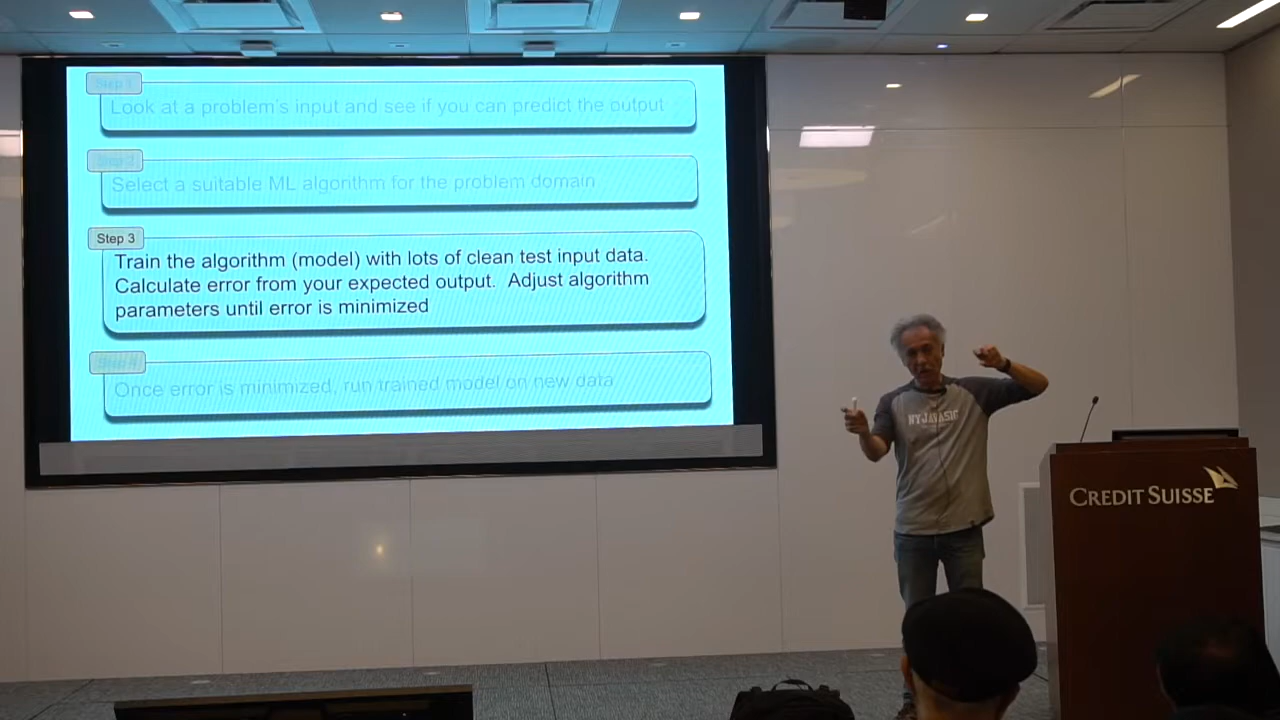 Step 1
Look at a problem's input and see if you can predict the output
Step 2
Select a suitable ML algorithm for the problem domain
Step 3
Train the algorithm (model) with lots of clean test input data.
Calculate error from your expected output. Adjust algorithm
parameters until error is minimized
Step 4
Once error is minimized, run trained model on new data
NYJAVASIG
CREDIT SUISSE